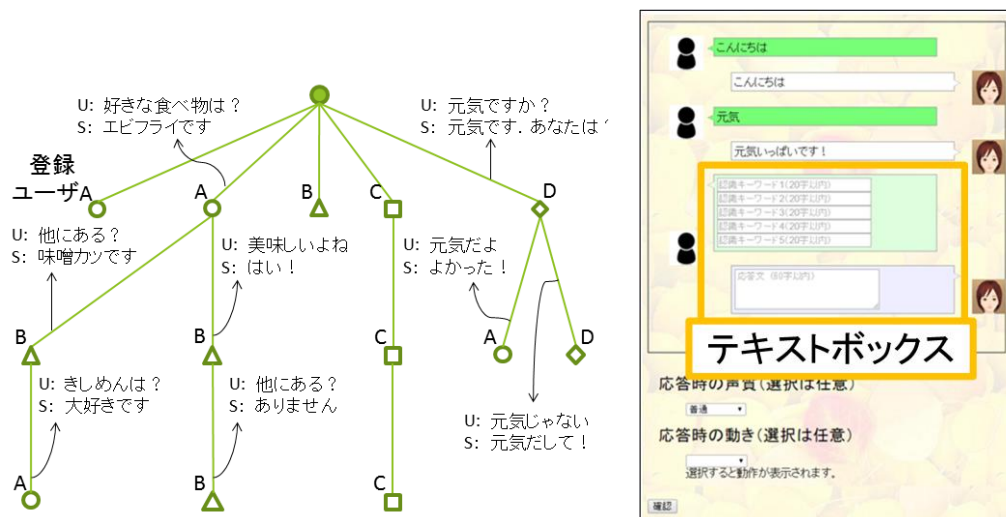 U: 好きな食べ物は？
S: エビフライです
U: 元気ですか？
S: 元気です．あなたは
登録
ユーザA
A
B
C
D
U: 他にある？
S: 味噌カツです
U: 美味しいよね
S: はい！
U: 元気だよ
S: よかった！
B
B
C
A
D
U: きしめんは？
S: 大好きです
U: 他にある？
S: ありません
U: 元気じゃない
S: 元気だして！
A
B
C
こんにちは
こんにちは
元気
元気いっぱいです！
認識キーワード1(20字以内)
認識キーワード2(20字以内)
認識キーワード3(20字以内)
認識キーワード4(20字以内)
認識キーワード5(20字以内)
応答文 (60字以内)
テキストボックス
応答時の声質(選択は任意)
普通
応答時の動き(選択は任意)
選択すると動作が表示されます。
確認